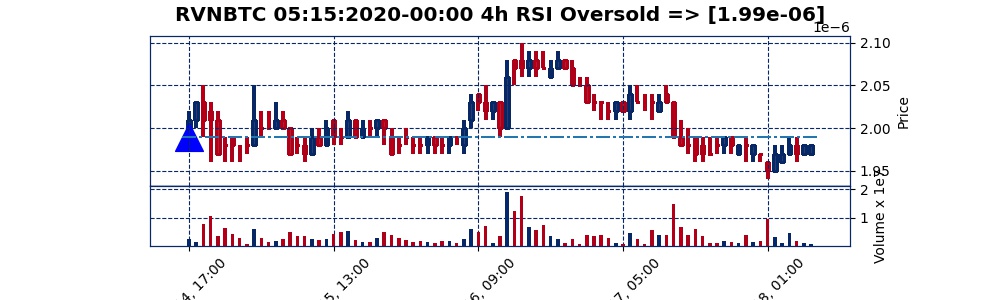 RVNBTC 05:15:2020-00:00 4h RSI Oversold => [1.99e-06]
1e−6
2.10
2.05
2.00
1.95
Price
2
1
Volume x 1e7
4, 17:00
5, 13:00
6, 09:00
7, 05:00
8, 01:00